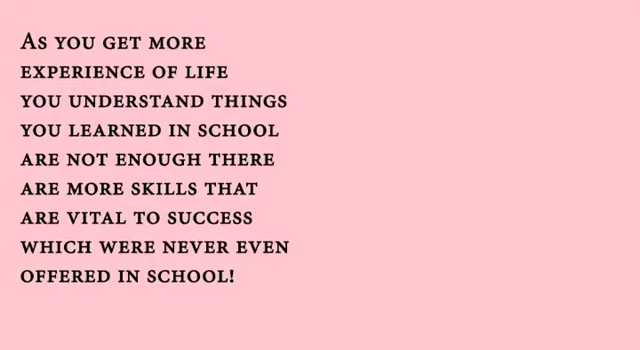 As you get more
experience of life
you understand things
you learned in school
are not enough there
are more skills that
are vital to success
which were never even
offered in school!